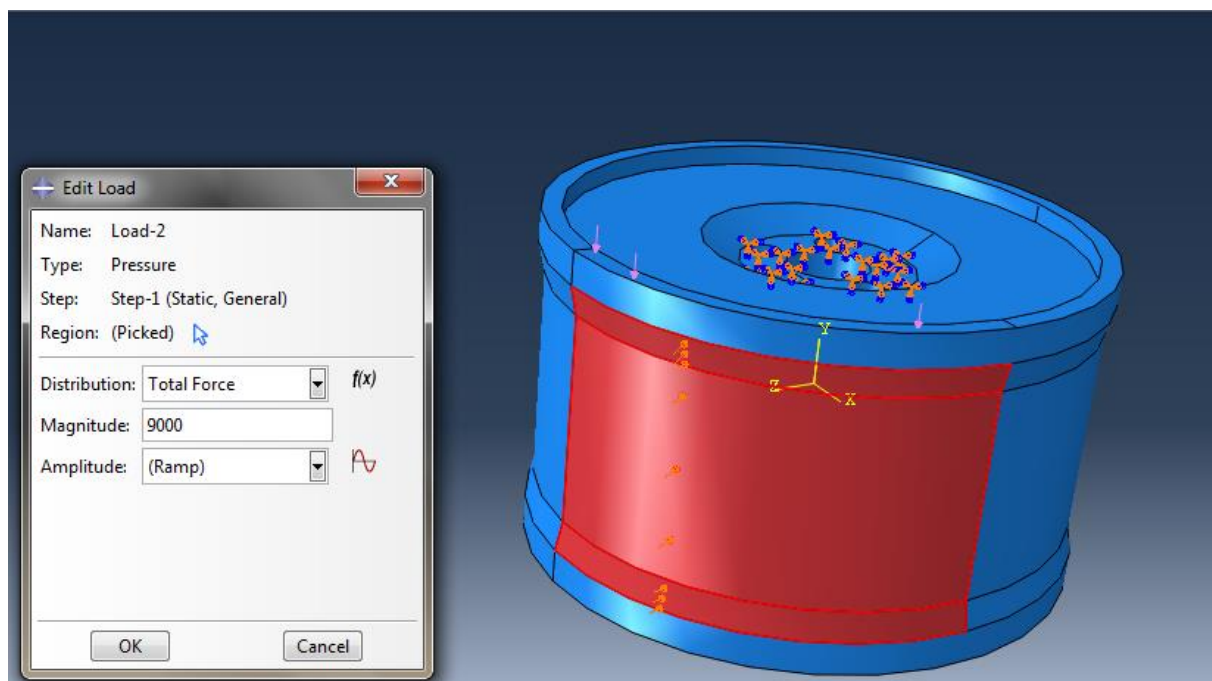 Edit Load
Name: Load-2
Type: Pressure
Step: Step-1 (Static, General)
Region: (Picked)
Distribution: Total Force f(x)
Magnitude: 9000
Amplitude: (Ramp)
OK Cancel
Y
Z X